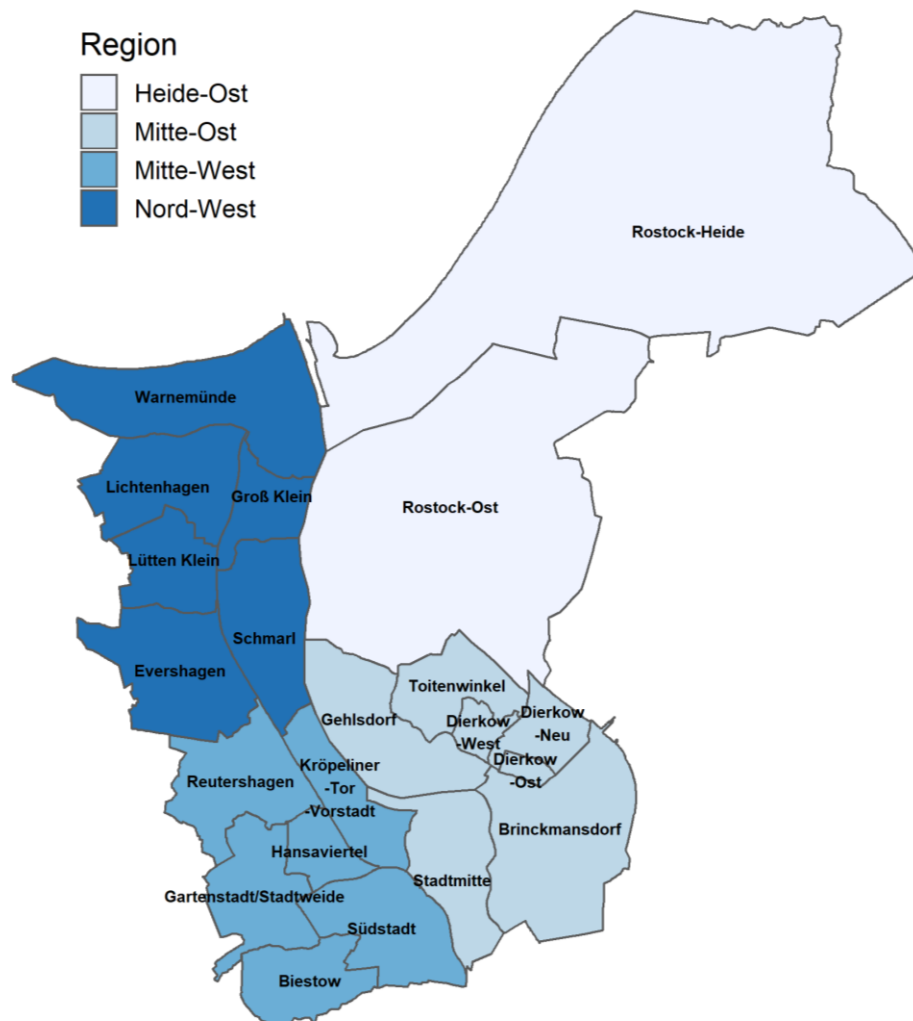 Region
Heide-Ost
Mitte-Ost
Mitte-West
Nord-West
Rostock-Heide
Warnemünde
Lichtenhagen
Groß Klein
Rostock-Ost
Lütten Klein
Schmarl
Evershagen
Toitenwinkel
Gehlsdorf
Dierkow
-West
Dierkow
-Neu
Dierkow
-Ost
Kröpeliner
-Tor
-Vorstadt
Reutershagen
Brinckmansdorf
Hansaviertel
Stadtmitte
Gartenstadt/Stadtweide
Südstadt
Biestow